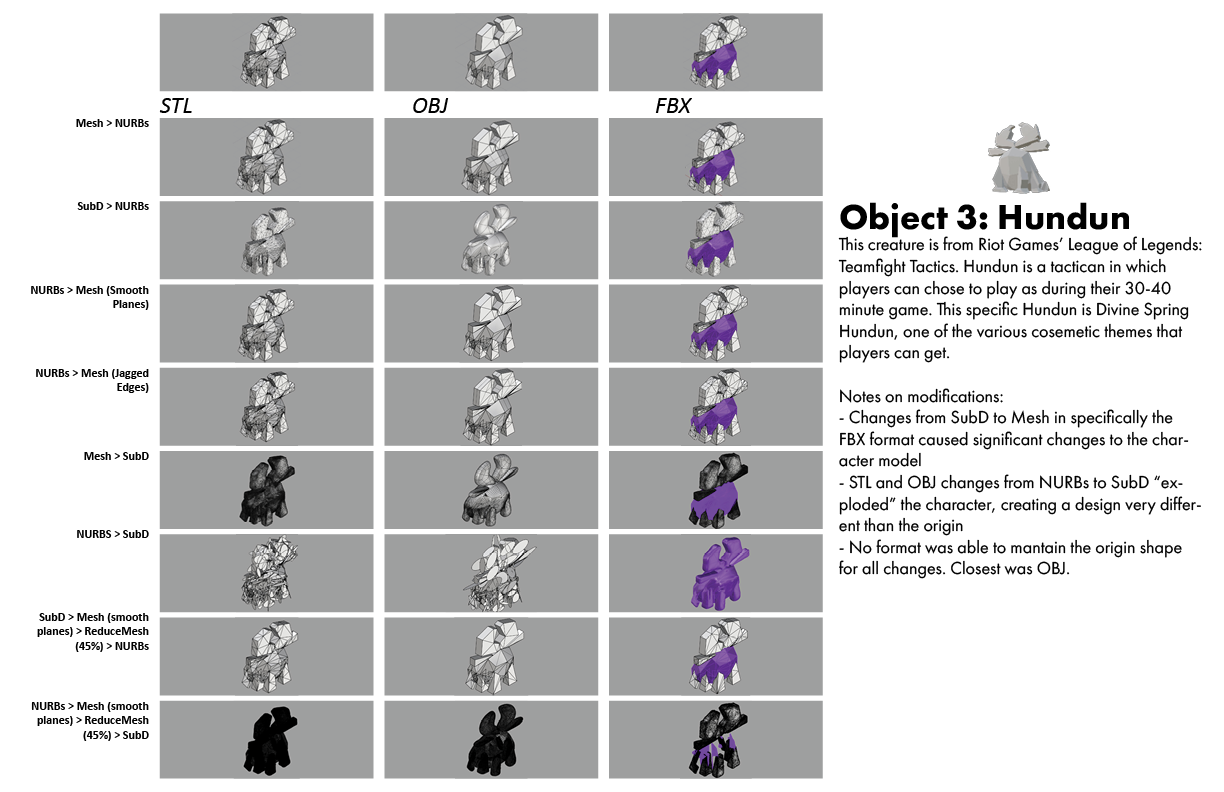 STL OBJ FBX
Mesh > NURBs
SubD > NURBs
NURBs > Mesh (Smooth
Planes)
NURBs > Mesh (Jagged
Edges)
Mesh > SubD
NURBS > SubD
SubD > Mesh (smooth
planes) > ReduceMesh
(45%) > NURBs
NURBs > Mesh (smooth
planes) > ReduceMesh
(45%) > SubD
Object 3: Hundun
This creature is from Riot Games’ League of Legends:
Teamfight Tactics. Hundun is a tactican in which
players can chose to play as during their 30-40
minute game. This specific Hundun is Divine Spring
Hundun, one of the various cosemetic themes that
players can get.
Notes on modifications:
- Changes from SubD to Mesh in specifically the
FBX format caused significant changes to the char-
acter model
- STL and OBJ changes from NURBs to SubD “ex-
ploded” the character, creating a design very differ-
ent than the origin
- No format was able to mantain the origin shape
for all changes. Closest was OBJ.